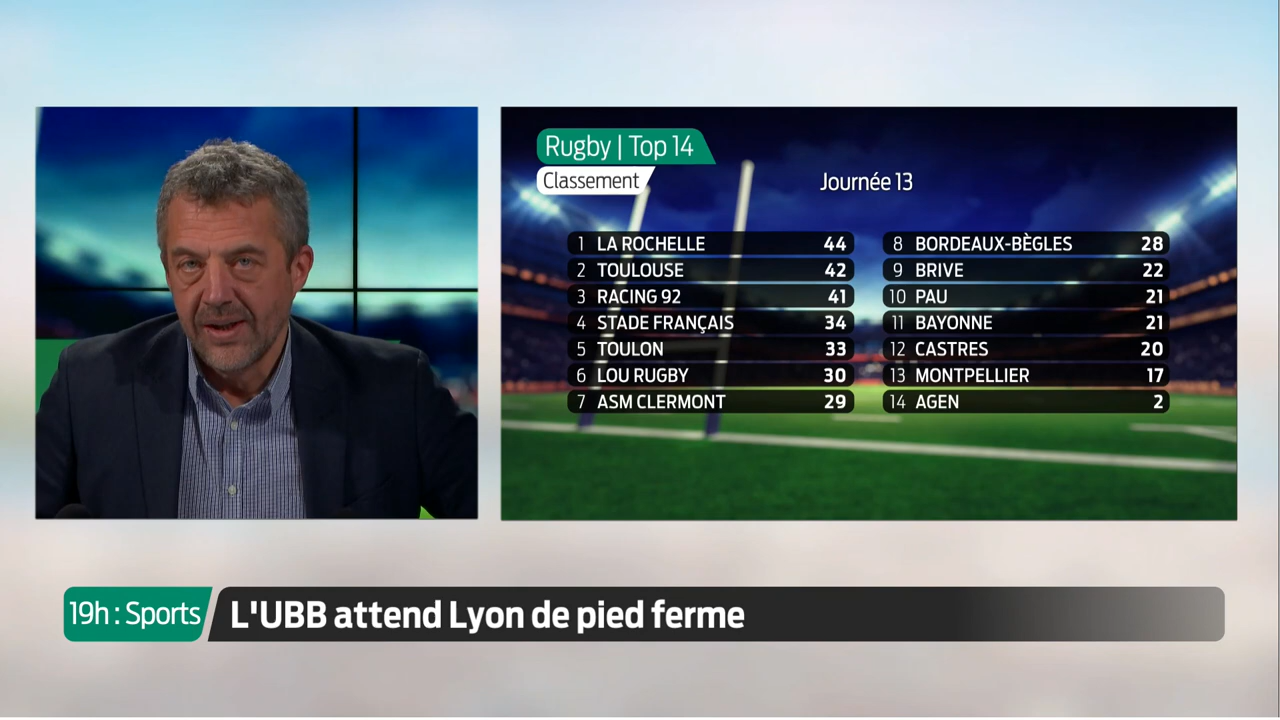 Rugby | Top 14
Classement
Journée 13
1 LA ROCHELLE 44
2 TOULOUSE 42
3 RACING 92 41
4 STADE FRANÇAIS 34
5 TOULON 33
6 LOU RUGBY 30
7 ASM CLERMONT 29
8 BORDEAUX-BÈGLES 28
9 BRIVE 22
10 PAU 21
11 BAYONNE 21
12 CASTRES 20
13 MONTPELLIER 17
14 AGEN 2
19h : Sports
L'UBB attend Lyon de pied ferme